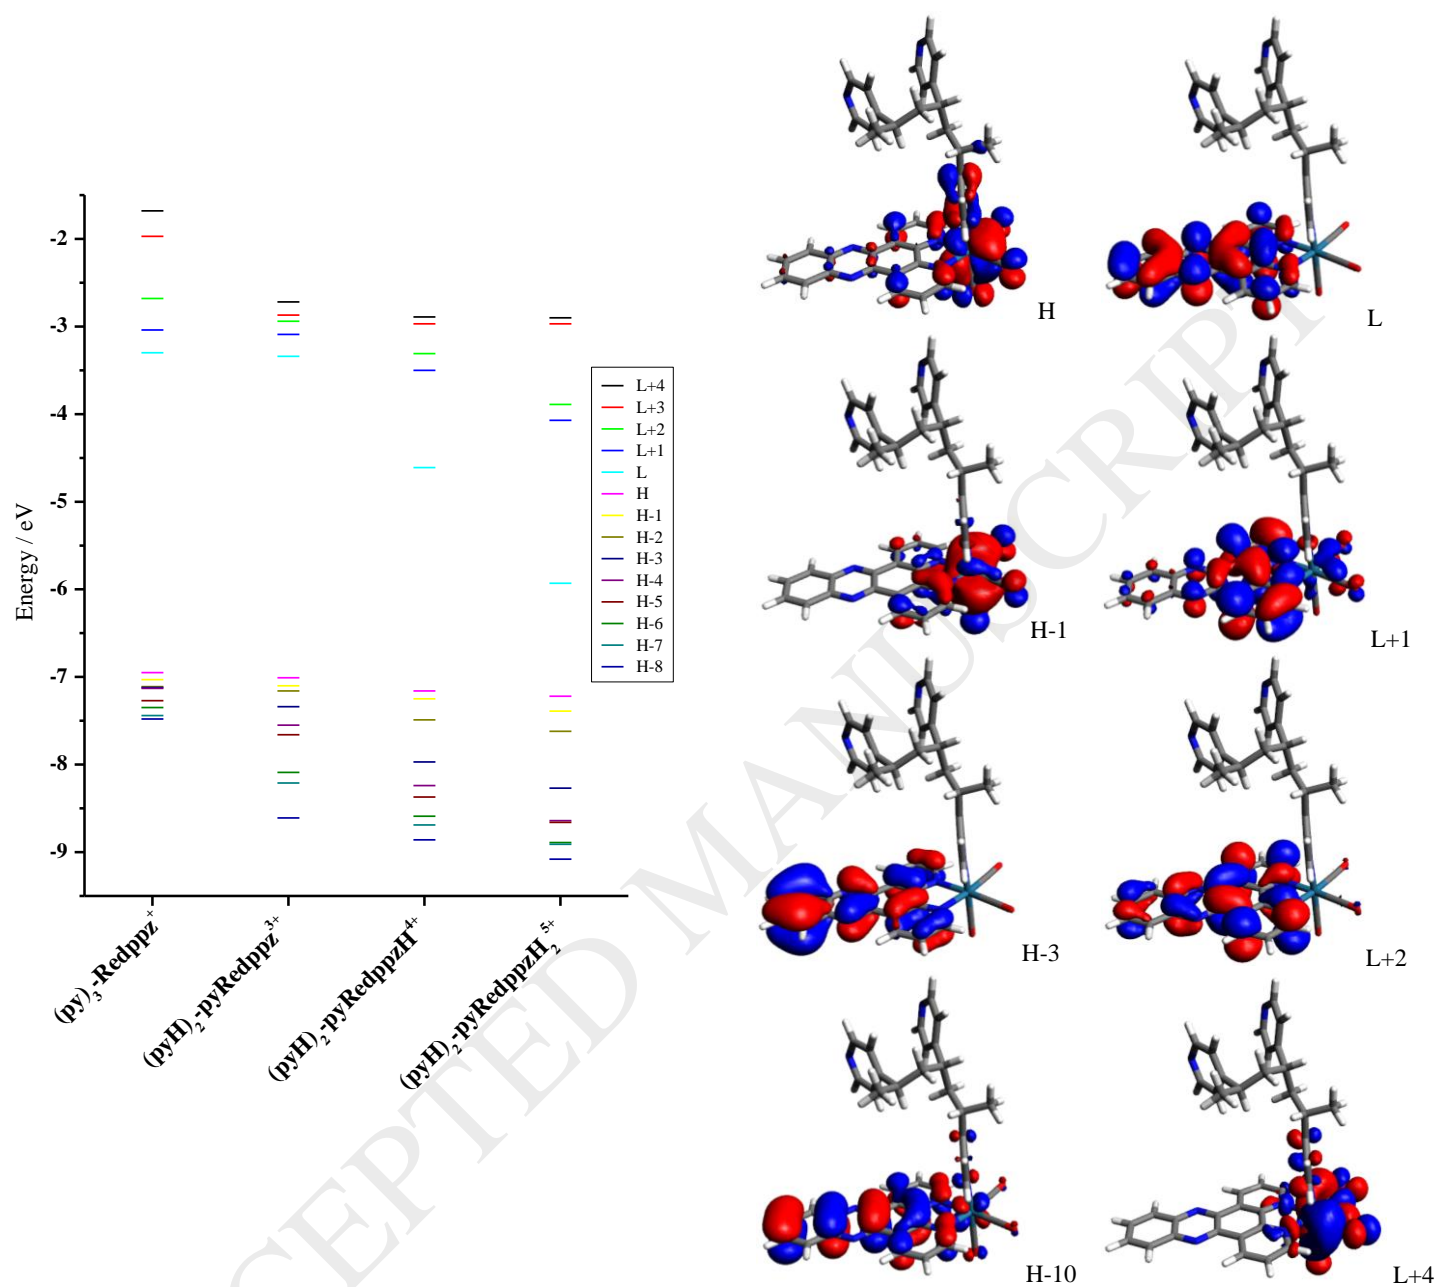 -2
-3
-4
-5
-6
-7
-8
-9
Energy / eV
(py)3-Redppz+
(pyH)2-pyRedppz3+
(pyH)2-pyRedppzH4+
(pyH)2-pyRedppzH25+
L+4
L+3
L+2
L+1
L
H
H-1
H-2
H-3
H-4
H-5
H-6
H-7
H-8
H
L
H-1
L+1
H-3
L+2
H-10
L+4
CEPTED MANUSCRIPT